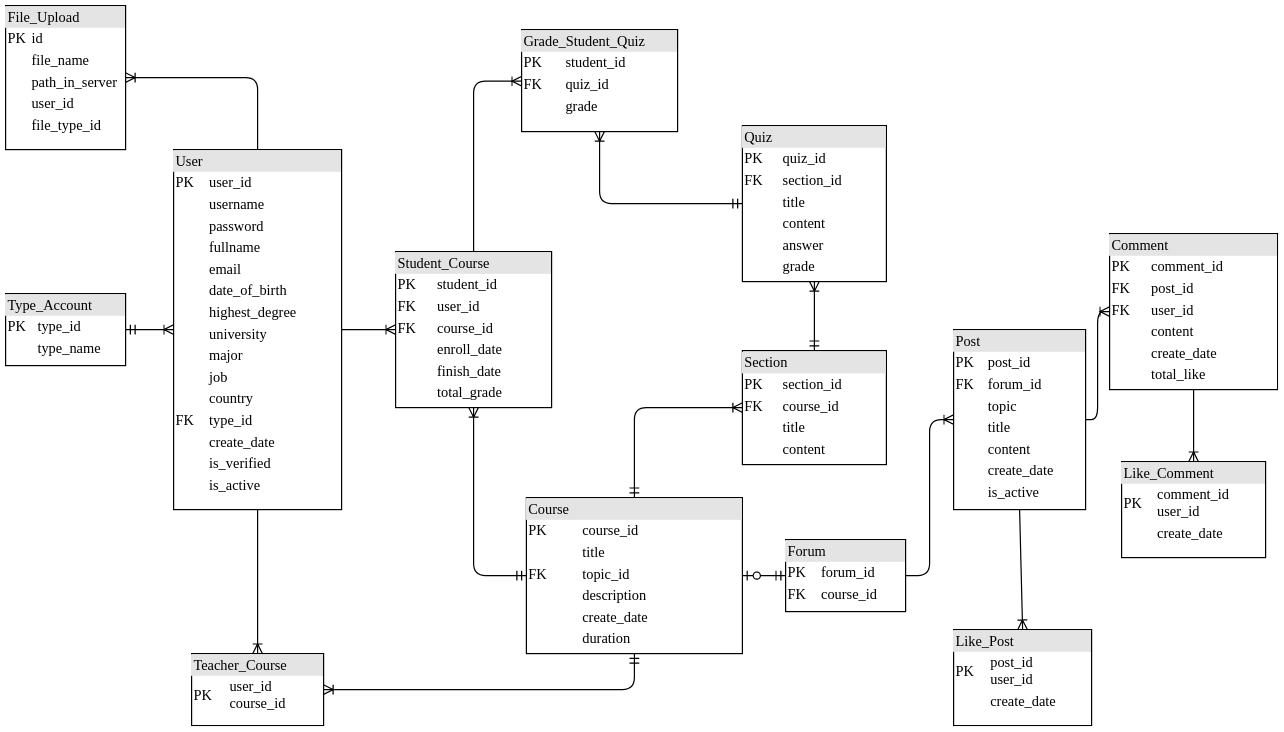 File_Upload
PK id
file_name
path_in_server
user_id
file_type_id
Type_Account
PK type_id
type_name
User
PK user_id
username
password
fullname
email
date_of_birth
highest_degree
university
major
job
country
FK type_id
create_date
is_verified
is_active
Teacher_Course
PK
user_id
course_id
Student_Course
PK student_id
FK user_id
FK course_id
enroll_date
finish_date
total_grade
Grade_Student_Quiz
PK student_id
FK quiz_id
grade
Quiz
PK quiz_id
FK section_id
title
content
answer
grade
Section
PK section_id
FK course_id
title
content
Course
PK course_id
title
FK topic_id
description
create_date
duration
Forum
PK forum_id
FK course_id
Post
PK post_id
FK forum_id
topic
title
content
create_date
is_active
Like_Post
PK
post_id
user_id
create_date
Comment
PK comment_id
FK post_id
FK user_id
content
create_date
total_like
Like_Comment
PK
comment_id
user_id
create_date